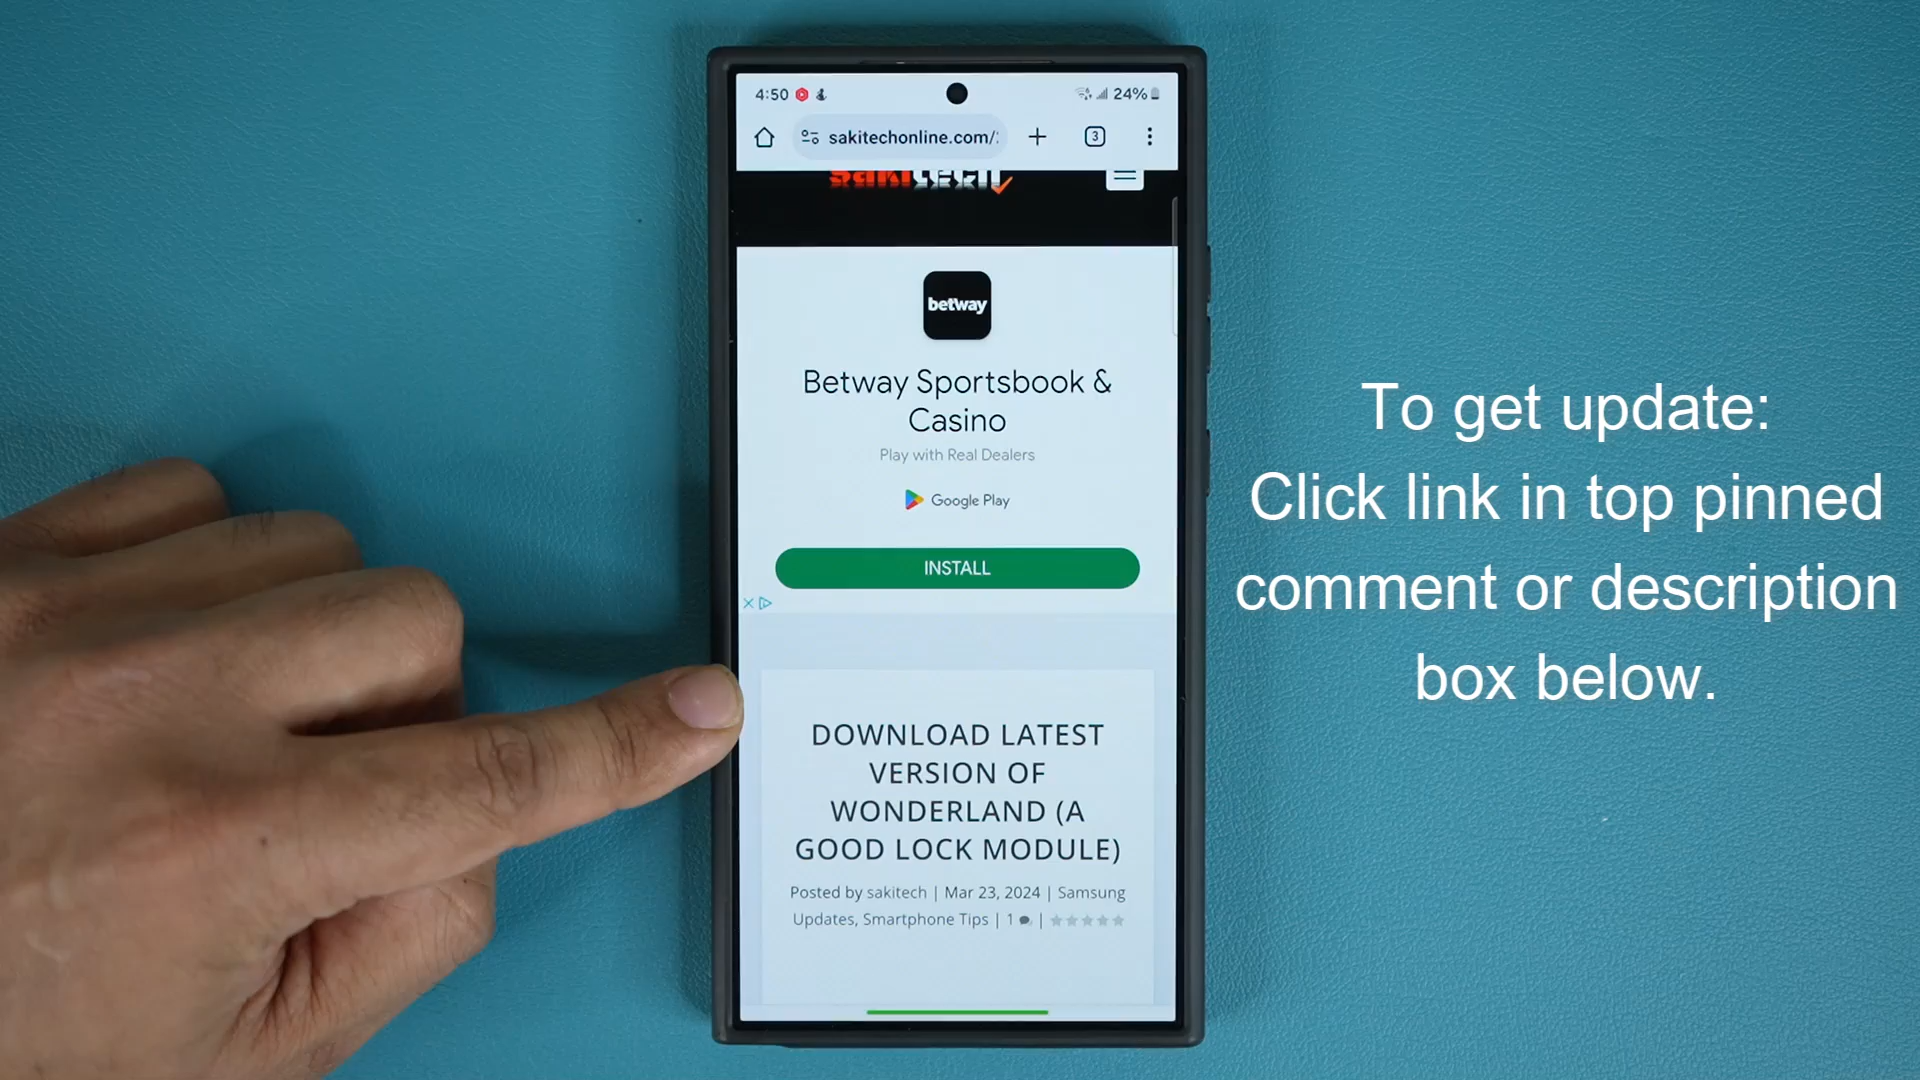 4:50
24%
sakitechonline.com/
3
sakitech
betway
Betway Sportsbook &
Casino
Play with Real Dealers
Google Play
INSTALL
DOWNLOAD LATEST
VERSION OF
WONDERLAND (A
GOOD LOCK MODULE)
Posted by sakitech | Mar 23, 2024 | Samsung
Updates, Smartphone Tips | 1 |
To get update:
Click link in top pinned
comment or description
box below.